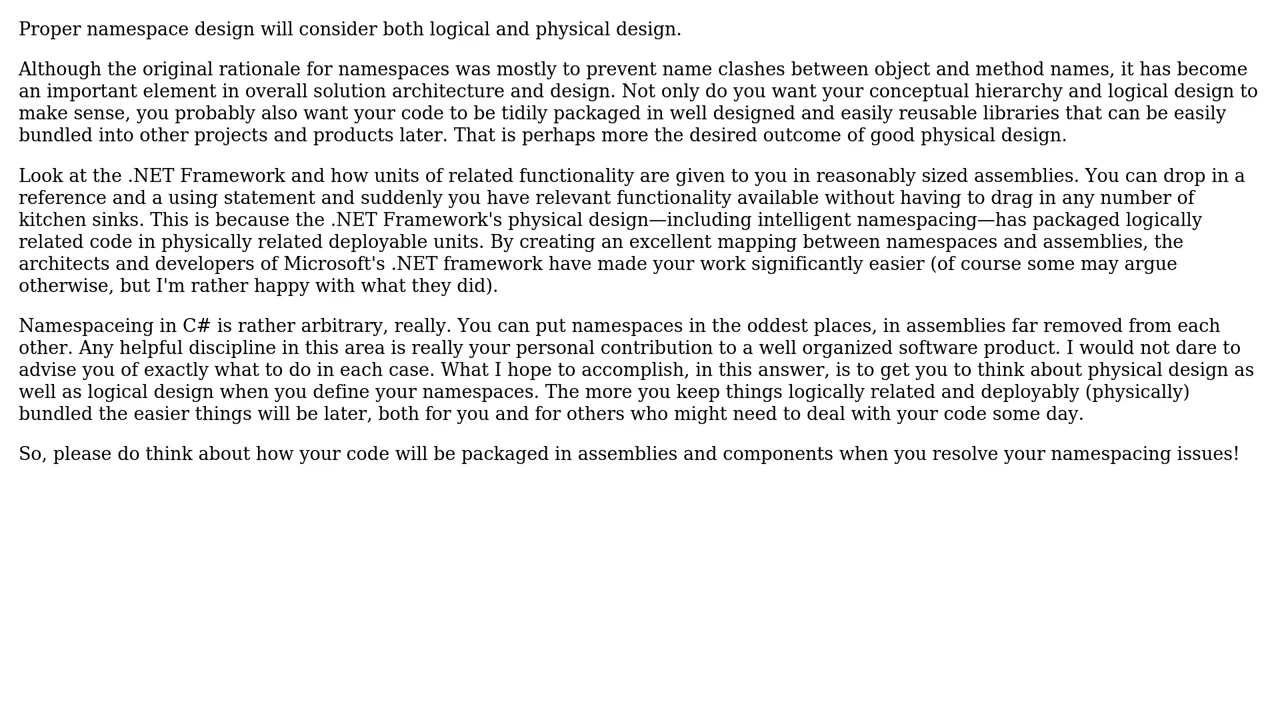 Proper namespace design will consider both logical and physical design.
Although the original rationale for namespaces was mostly to prevent name clashes between object and method names, it has become
an important element in overall solution architecture and design. Not only do you want your conceptual hierarchy and logical design to
make sense, you probably also want your code to be tidily packaged in well designed and easily reusable libraries that can be easily
bundled into other projects and products later. That is perhaps more the desired outcome of good physical design.
Look at the .NET Framework and how units of related functionality are given to you in reasonably sized assemblies. You can drop in a
reference and a using statement and suddenly you have relevant functionality available without having to drag in any number of
kitchen sinks. This is because the .NET Framework's physical design—including intelligent namespacing—has packaged logically
related code in physically related deployable units. By creating an excellent mapping between namespaces and assemblies, the
architects and developers of Microsoft's .NET framework have made your work significantly easier (of course some may argue
otherwise, but I'm rather happy with what they did).
Namespaceing in C# is rather arbitrary, really. You can put namespaces in the oddest places, in assemblies far removed from each
other. Any helpful discipline in this area is really your personal contribution to a well organized software product. I would not dare to
advise you of exactly what to do in each case. What I hope to accomplish, in this answer, is to get you to think about physical design as
well as logical design when you define your namespaces. The more you keep things logically related and deployably (physically)
bundled the easier things will be later, both for you and for others who might need to deal with your code some day.
So, please do think about how your code will be packaged in assemblies and components when you resolve your namespacing issues!